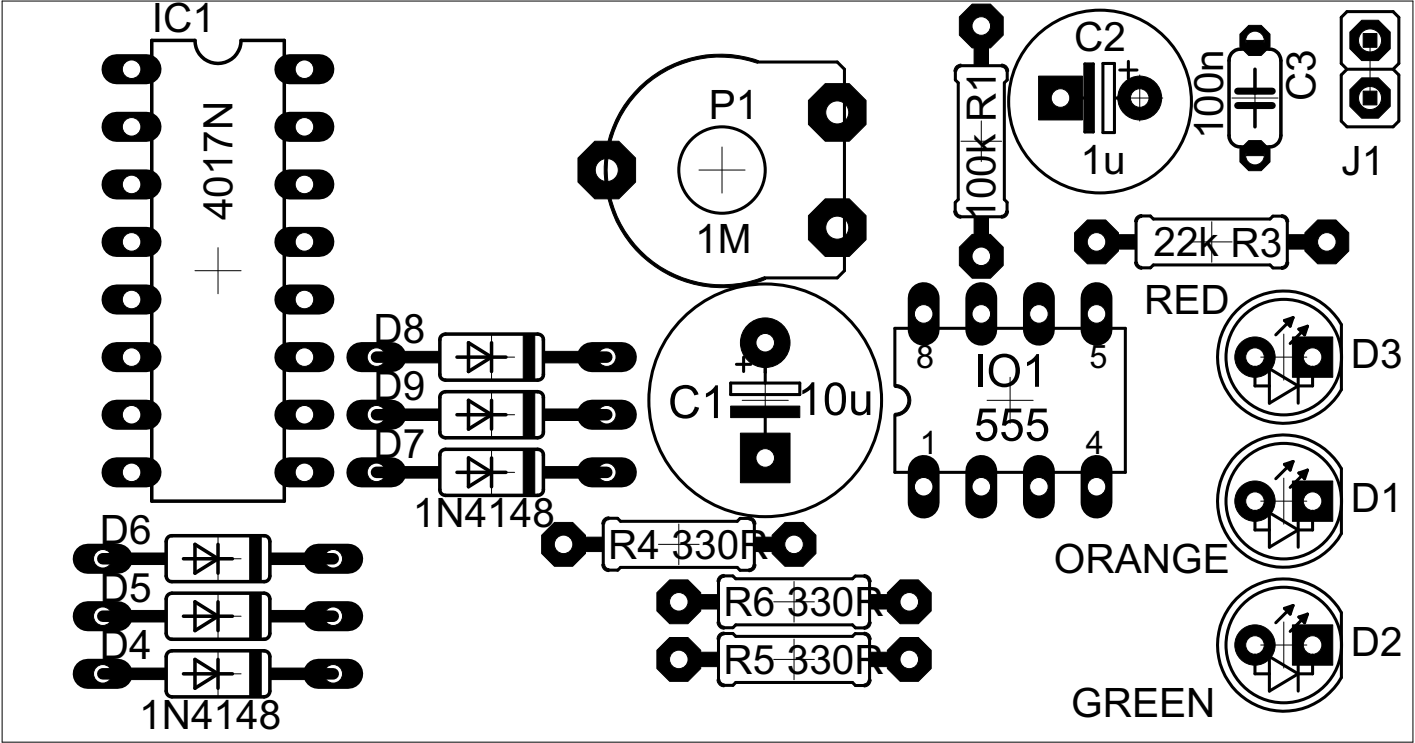 IC1
4017N
P1
1M
100k R1
C2
+
1u
100n
C3
J1
22k R3
RED
D8
D9
D7
1N4148
+
C1
10u
8
5
IO1
555
1
4
D3
D1
ORANGE
D2
GREEN
D6
D5
D4
1N4148
R4 330R
R6 330R
R5 330R